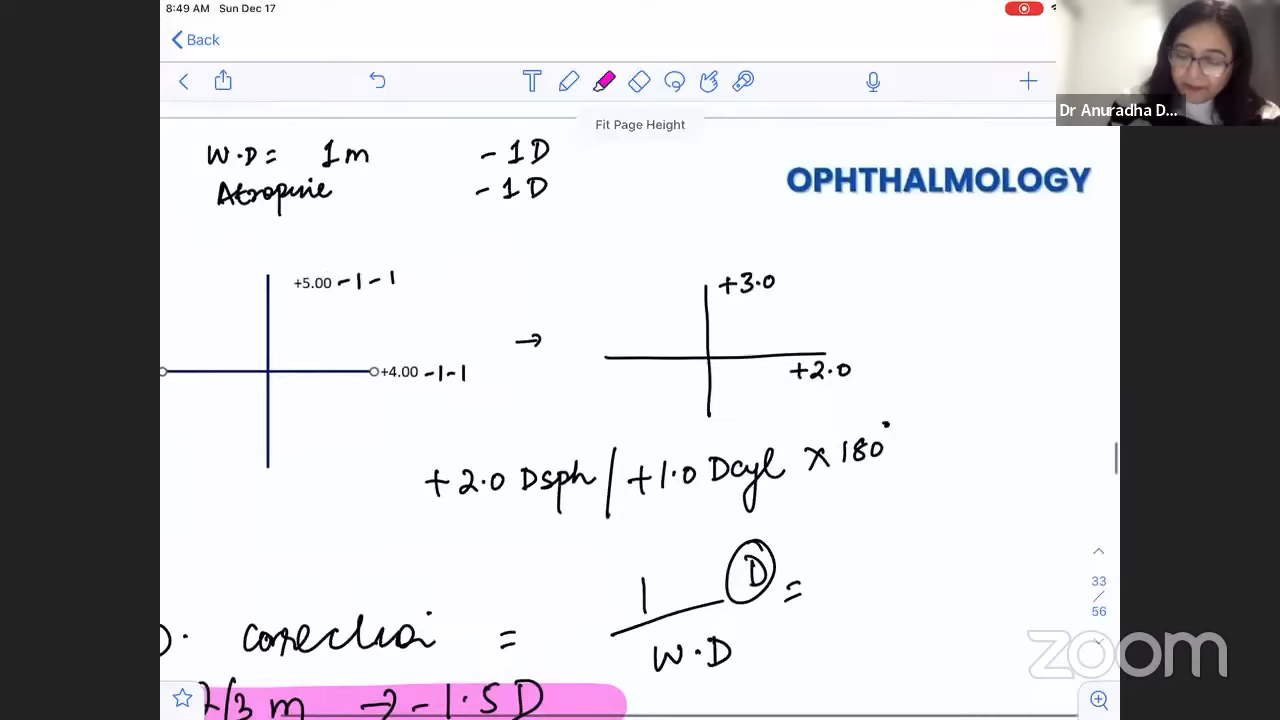 8:49 AM Sun Dec 17
Back
Dr Anuradha D...
Fit Page Height
W.D = 1m - 1D
Atropine - 1D
OPHTHALMOLOGY
+5.00 -1-1
+3.0
+4.00 -1-1
→
+2.0
+2.0 Dsph / +1.0 Dcyl × 180°
1 D =
W.D
D. correction =
2/3 m → -1.5 D
33
/
56
zoom